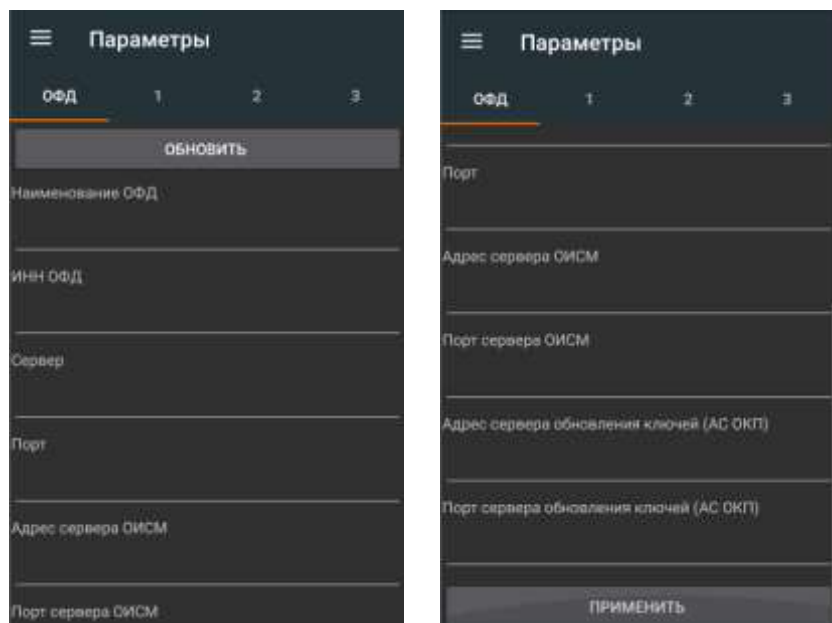 Параметры
ОФД 1 2 3
ОБНОВИТЬ
Наименование ОФД
ИНН ОФД
Сервер
Порт
Адрес сервера ОИСМ
Порт сервера ОИСМ
Параметры
ОФД 1 2 3
Порт
Адрес сервера ОИСМ
Порт сервера ОИСМ
Адрес сервера обновления ключей (АС ОКП)
Порт сервера обновления ключей (АС ОКП)
ПРИМЕНИТЬ